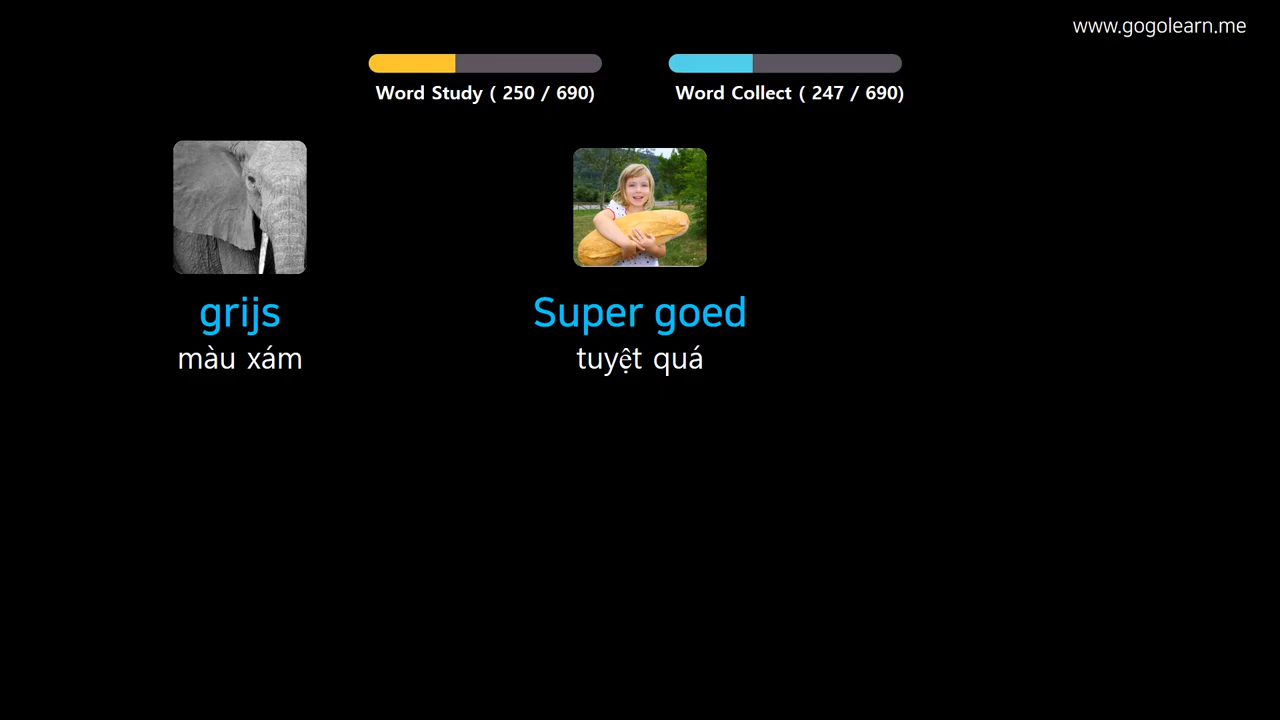 www.gogolearn.me
Word Study ( 250 / 690)
Word Collect ( 247 / 690)
grijs
màu xám
Super goed
tuyệt quá